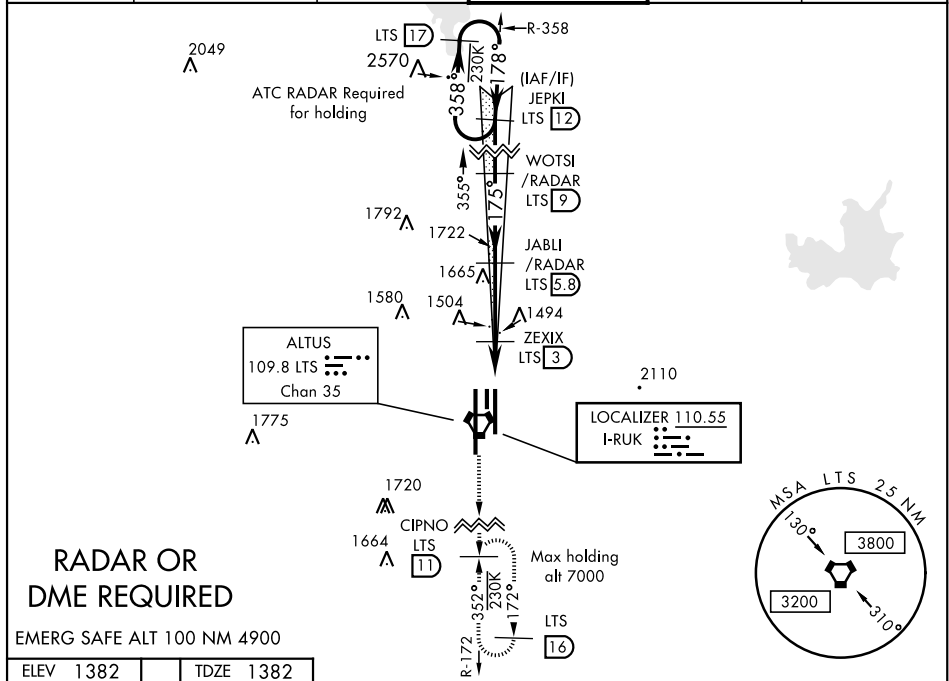 2049
LTS 17
R-358
2570
ATC RADAR Required
for holding
358°
230K
178°
(IAF/IF)
JEPKI
LTS 12
WOTSI
/RADAR
LTS 9
355°
175°
1792
1722
JABLI
/RADAR
LTS 5.8
1665
1580
1504
1494
ZEXIX
LTS 3
ALTUS
109.8 LTS
Chan 35
2110
LOCALIZER 110.55
I-RUK
1775
1720
CIPNO
LTS
11
1664
Max holding
alt 7000
352°
230K
172°
LTS
16
R-172
MSA LTS 25 NM
130°
3800
3200
310°
RADAR OR
DME REQUIRED
EMERG SAFE ALT 100 NM 4900
ELEV 1382
TDZE 1382